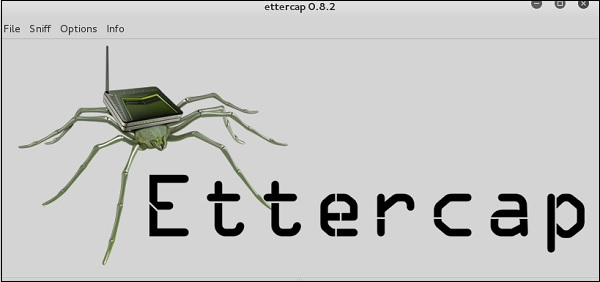 ettercap 0.8.2
File Sniff Options Info
Ettercap